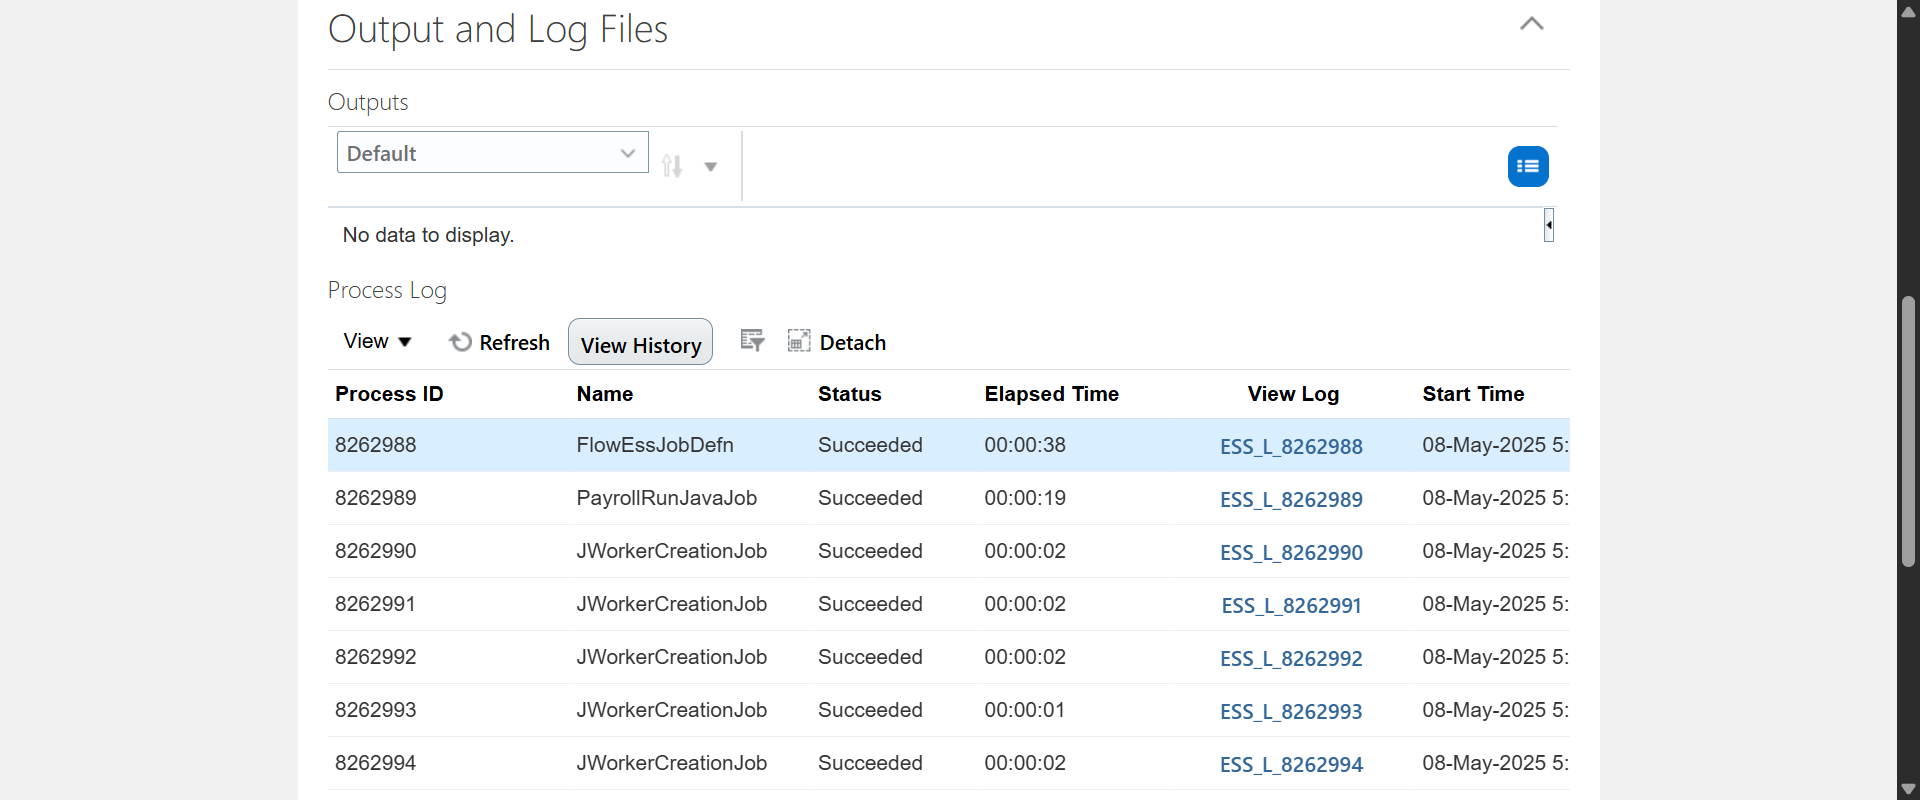 Output and Log Files
Outputs
Default
No data to display.
Process Log
View Refresh View History Detach
Process ID Name Status Elapsed Time View Log Start Time
8262988 FlowEssJobDefn Succeeded 00:00:38 ESS_L_8262988 08-May-2025 5:
8262989 PayrollRunJavaJob Succeeded 00:00:19 ESS_L_8262989 08-May-2025 5:
8262990 JWorkerCreationJob Succeeded 00:00:02 ESS_L_8262990 08-May-2025 5:
8262991 JWorkerCreationJob Succeeded 00:00:02 ESS_L_8262991 08-May-2025 5:
8262992 JWorkerCreationJob Succeeded 00:00:02 ESS_L_8262992 08-May-2025 5:
8262993 JWorkerCreationJob Succeeded 00:00:01 ESS_L_8262993 08-May-2025 5:
8262994 JWorkerCreationJob Succeeded 00:00:02 ESS_L_8262994 08-May-2025 5: